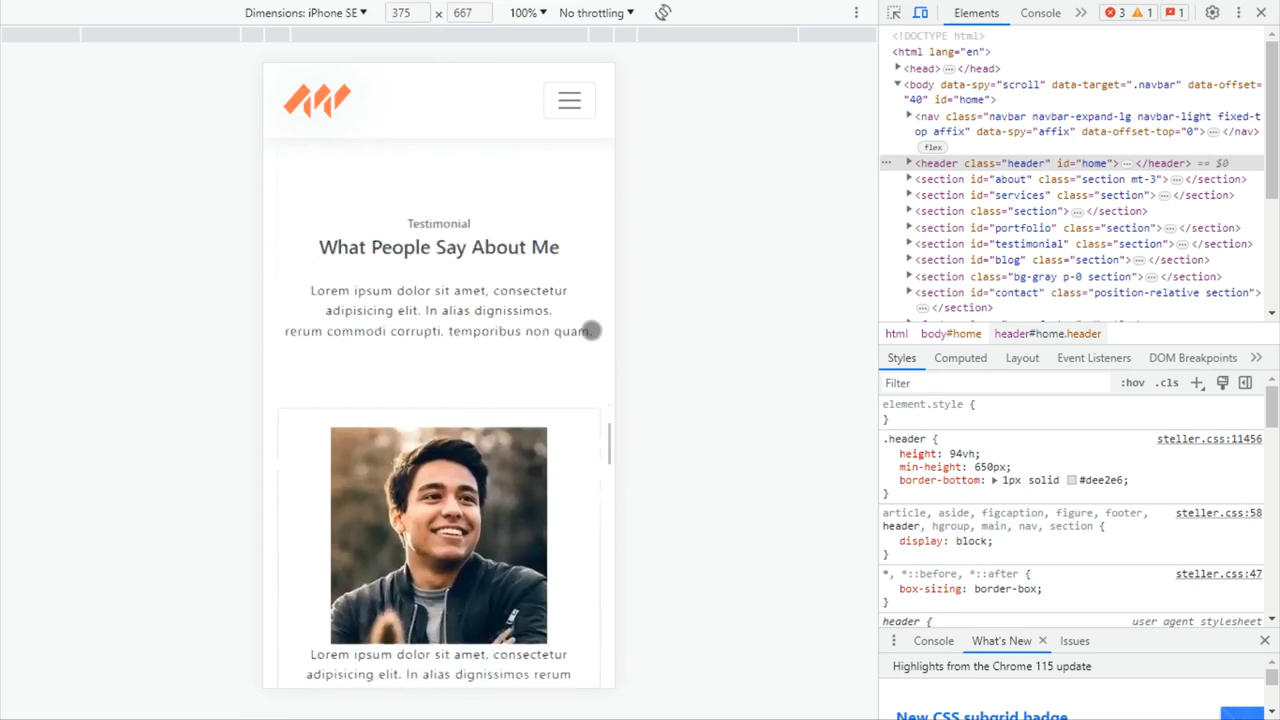 Dimensions: iPhone SE ▼ 375 x 667 100% ▼ No throttling ▼
Elements Console 3 1 1
Testimonial
What People Say About Me
Lorem ipsum dolor sit amet, consectetur
adipisicing elit. In alias dignissimos.
rerum commodi corrupti. temporibus non quam.
Lorem ipsum dolor sit amet, consectetur
adipisicing elit. In alias dignissimos rerum
<!DOCTYPE html>
<html lang="en">
<head> ⋯ </head>
<body data-spy="scroll" data-target=".navbar" data-offset=
"40" id="home">
<nav class="navbar navbar-expand-lg navbar-light fixed-t
op affix" data-spy="affix" data-offset-top="0"> ⋯ </nav>
flex
<header class="header" id="home"> ⋯ </header> == $0
<section id="about" class="section mt-3"> ⋯ </section>
<section id="services" class="section"> ⋯ </section>
<section class="section"> ⋯ </section>
<section id="portfolio" class="section"> ⋯ </section>
<section id="testimonial" class="section"> ⋯ </section>
<section id="blog" class="section"> ⋯ </section>
<section class="bg-gray p-0 section"> ⋯ </section>
<section id="contact" class="position-relative section">
⋯ </section>
html body#home header#home.header
Styles Computed Layout Event Listeners DOM Breakpoints
Filter :hov .cls
element.style {
}
.header { steller.css:11456
height: 94vh;
min-height: 650px;
border-bottom: 1px solid #dee2e6;
}
article, aside, figcaption, figure, footer, steller.css:58
header, hgroup, main, nav, section {
display: block;
}
*, *::before, *::after { steller.css:47
box-sizing: border-box;
}
header { user agent stylesheet
Console What's New Issues
Highlights from the Chrome 115 update
New CSS subgrid badge